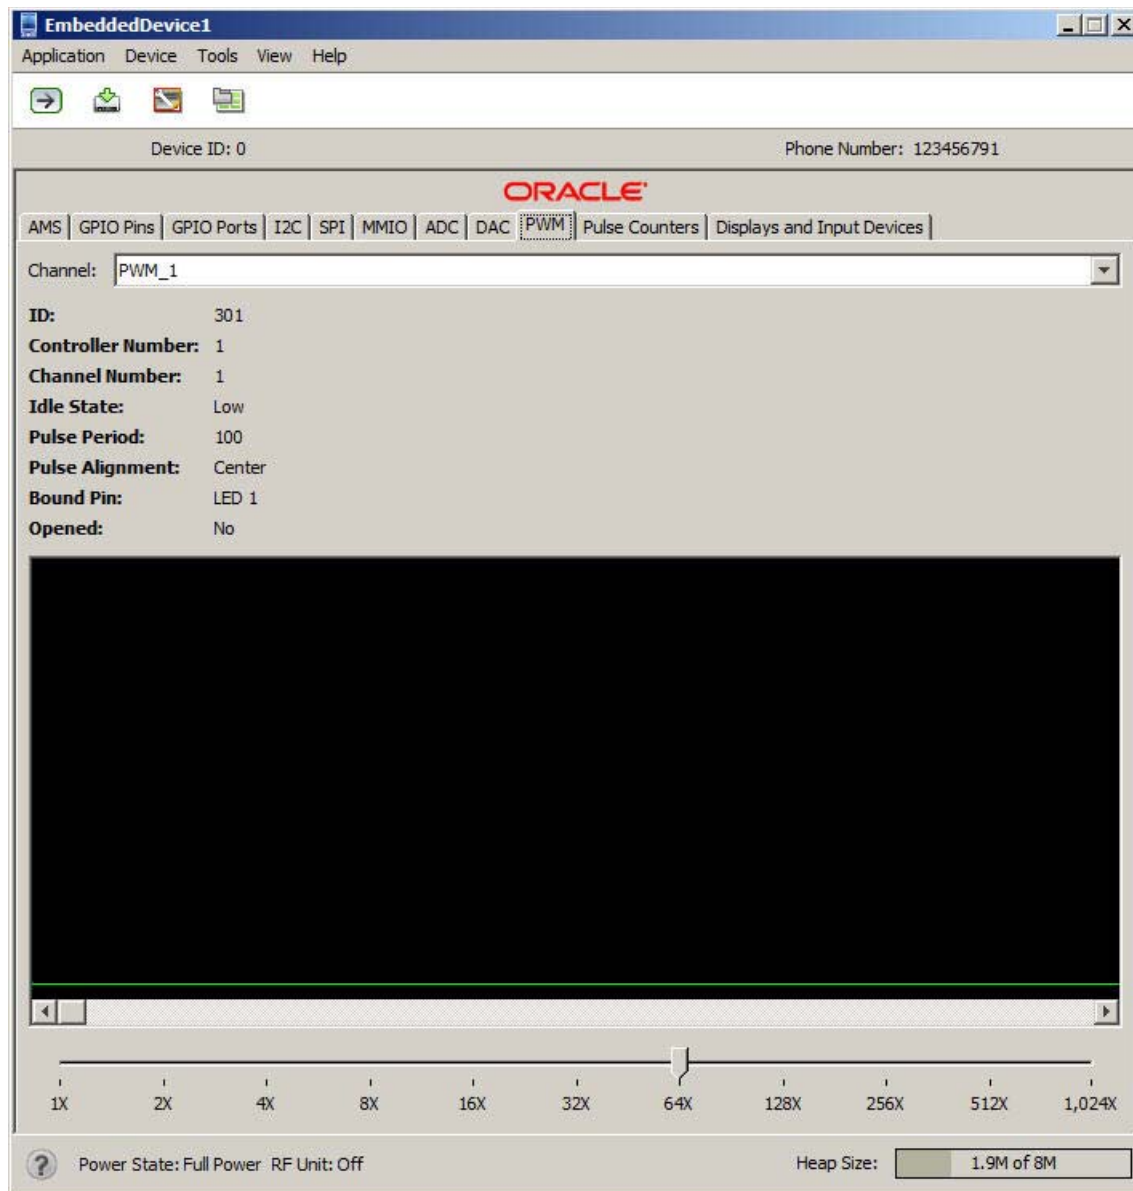 EmbeddedDevice1
Application Device Tools View Help
Device ID: 0 Phone Number: 123456791
ORACLE
AMS GPIO Pins GPIO Ports I2C SPI MMIO ADC DAC PWM Pulse Counters Displays and Input Devices
Channel: PWM_1
ID: 301
Controller Number: 1
Channel Number: 1
Idle State: Low
Pulse Period: 100
Pulse Alignment: Center
Bound Pin: LED 1
Opened: No
1X 2X 4X 8X 16X 32X 64X 128X 256X 512X 1,024X
? Power State: Full Power RF Unit: Off Heap Size: 1.9M of 8M